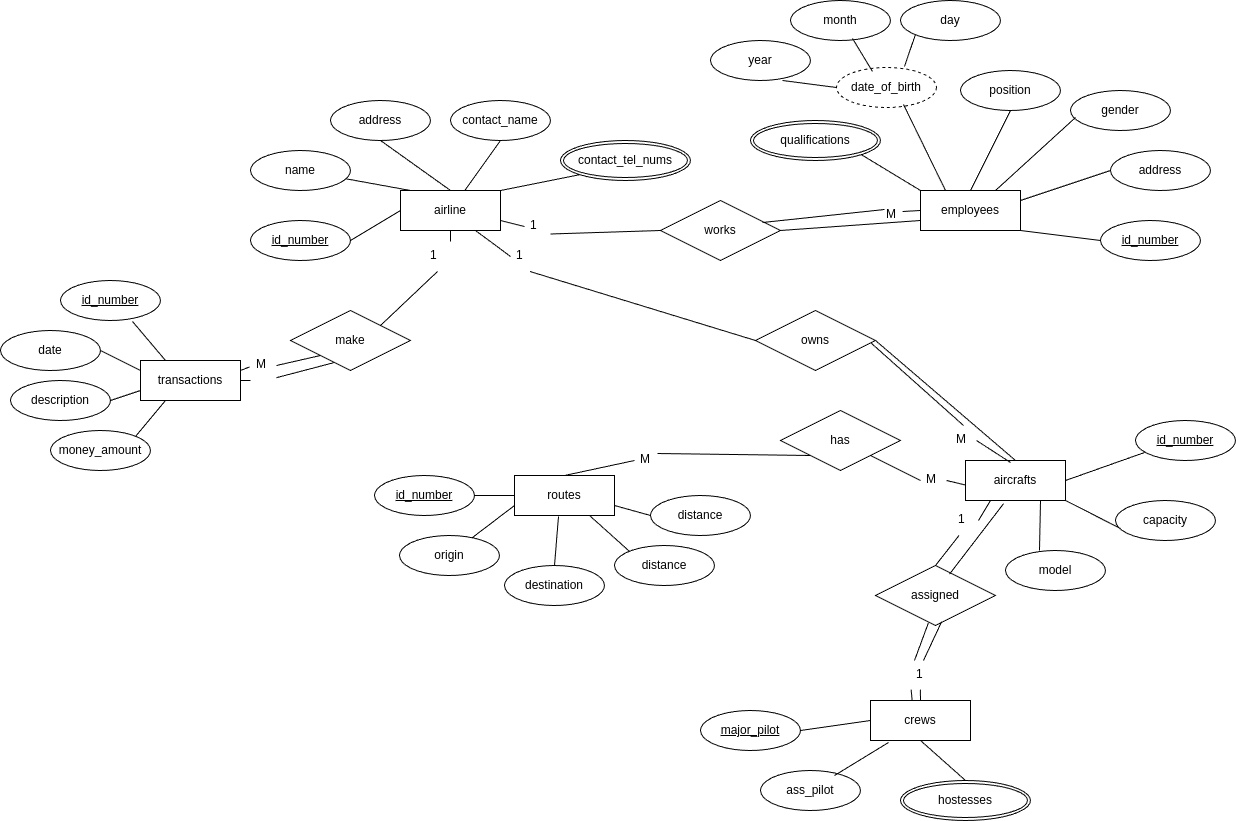 month
day
year
date_of_birth
position
gender
address
contact_name
qualifications
contact_tel_nums
name
address
airline
employees
M
1
works
id_number
id_number
1
1
id_number
make
owns
date
M
transactions
description
money_amount
has
M
id_number
M
M
aircrafts
id_number
routes
distance
1
capacity
origin
distance
model
destination
assigned
1
crews
major_pilot
ass_pilot
hostesses